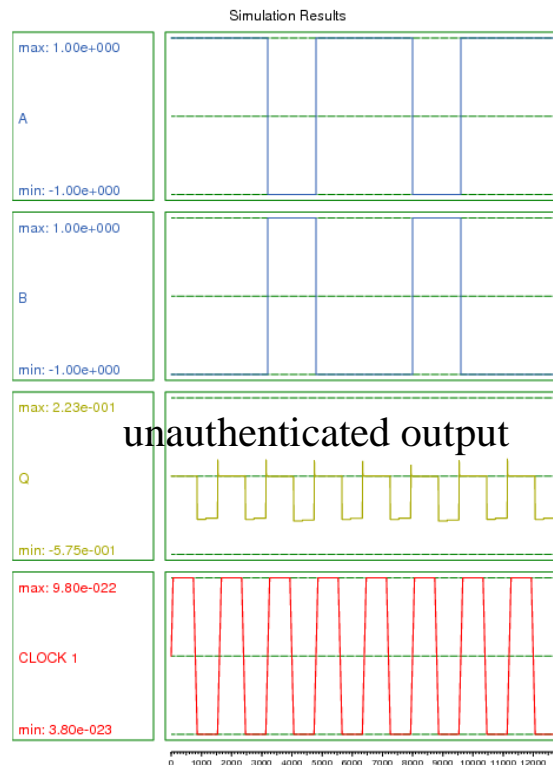 Simulation Results
max: 1.00e+000
A
min: -1.00e+000
max: 1.00e+000
B
min: -1.00e+000
max: 2.23e-001
unauthenticated output
Q
min: -5.75e-001
max: 9.80e-022
CLOCK 1
min: 3.80e-023
0 1000 2000 3000 4000 5000 6000 7000 8000 9000 10000 11000 12000